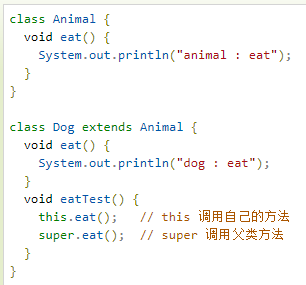 class Animal {
  void eat() {
    System.out.println("animal : eat");
  }
}

class Dog extends Animal {
  void eat() {
    System.out.println("dog : eat");
  }
  void eatTest() {
    this.eat();   // this 调用自己的方法
    super.eat();  // super 调用父类方法
  }
}